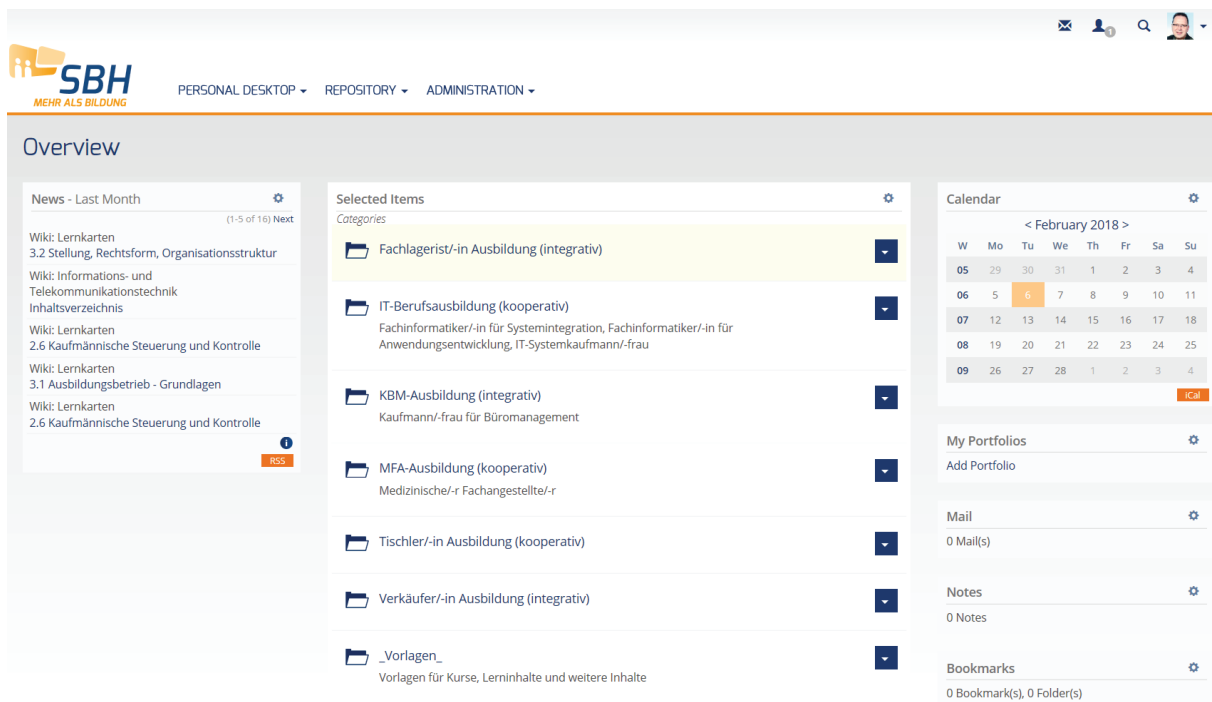 1
SBH
MEHR ALS BILDUNG
PERSONAL DESKTOP
REPOSITORY
ADMINISTRATION
Overview
News - Last Month
(1-5 of 16) Next
Wiki: Lernkarten
3.2 Stellung, Rechtsform, Organisationsstruktur
Wiki: Informations- und
Telekommunikationstechnik
Inhaltsverzeichnis
Wiki: Lernkarten
2.6 Kaufmännische Steuerung und Kontrolle
Wiki: Lernkarten
3.1 Ausbildungsbetrieb - Grundlagen
Wiki: Lernkarten
2.6 Kaufmännische Steuerung und Kontrolle
i
RSS
Selected Items
Categories
Fachlagerist/-in Ausbildung (integrativ)
IT-Berufsausbildung (kooperativ)
Fachinformatiker/-in für Systemintegration, Fachinformatiker/-in für
Anwendungsentwicklung, IT-Systemkaufmann/-frau
KBM-Ausbildung (integrativ)
Kaufmann/-frau für Büromanagement
MFA-Ausbildung (kooperativ)
Medizinische/-r Fachangestellte/-r
Tischler/-in Ausbildung (kooperativ)
Verkäufer/-in Ausbildung (integrativ)
_Vorlagen_
Vorlagen für Kurse, Lerninhalte und weitere Inhalte
Calendar
< February 2018 >
W Mo Tu We Th Fr Sa Su
05 29 30 31 1 2 3 4
06 5 6 7 8 9 10 11
07 12 13 14 15 16 17 18
08 19 20 21 22 23 24 25
09 26 27 28 1 2 3 4
iCal
My Portfolios
Add Portfolio
Mail
0 Mail(s)
Notes
0 Notes
Bookmarks
0 Bookmark(s), 0 Folder(s)